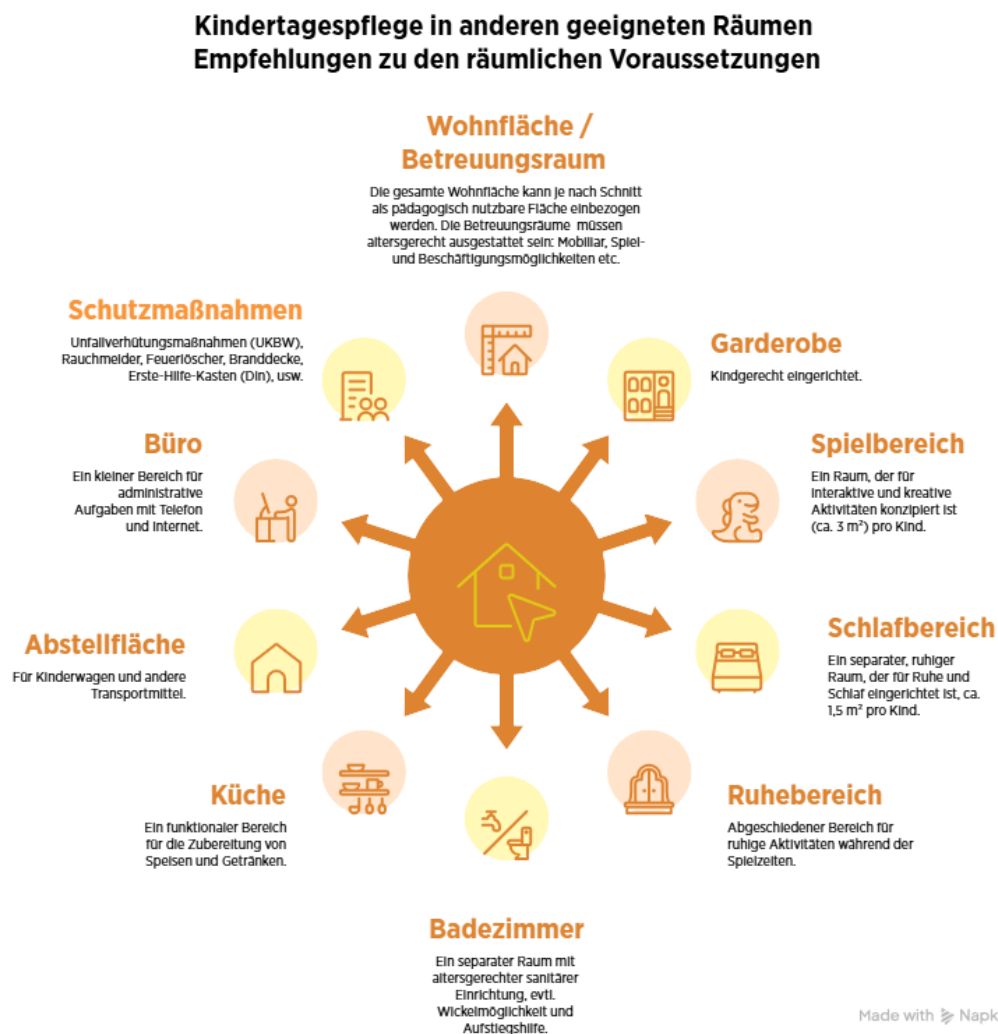 Kindertagespflege in anderen geeigneten Räumen
Empfehlungen zu den räumlichen Voraussetzungen
Wohnfläche /
Betreuungsraum
Die gesamte Wohnfläche kann je nach Schnitt
als pädagogisch nutzbare Fläche einbezogen
werden. Die Betreuungsräume müssen
altersgerecht ausgestattet sein: Mobiliar, Spiel-
und Beschäftigungsmöglichkeiten etc.
Schutzmaßnahmen
Unfallverhütungsmaßnahmen (UKBW),
Rauchmelder, Feuerlöscher, Branddecke,
Erste-Hilfe-Kasten (Din), usw.
Garderobe
Kindgerecht eingerichtet.
Büro
Ein kleiner Bereich für
administrative
Aufgaben mit Telefon
und Internet.
Spielbereich
Ein Raum, der für
interaktive und kreative
Aktivitäten konzipiert ist
(ca. 3 m²) pro Kind.
Abstellfläche
Für Kinderwagen und andere
Transportmittel.
Schlafbereich
Ein separater, ruhiger
Raum, der für Ruhe und
Schlaf eingerichtet ist, ca.
1,5 m² pro Kind.
Küche
Ein funktionaler Bereich
für die Zubereitung von
Speisen und Getränken.
Ruhebereich
Abgeschiedener Bereich für
ruhige Aktivitäten während der
Spielzeiten.
Badezimmer
Ein separater Raum mit
altersgerechter sanitärer
Einrichtung, evtl.
Wickelmöglichkeit und
Aufstiegshilfe.
Made with Napk